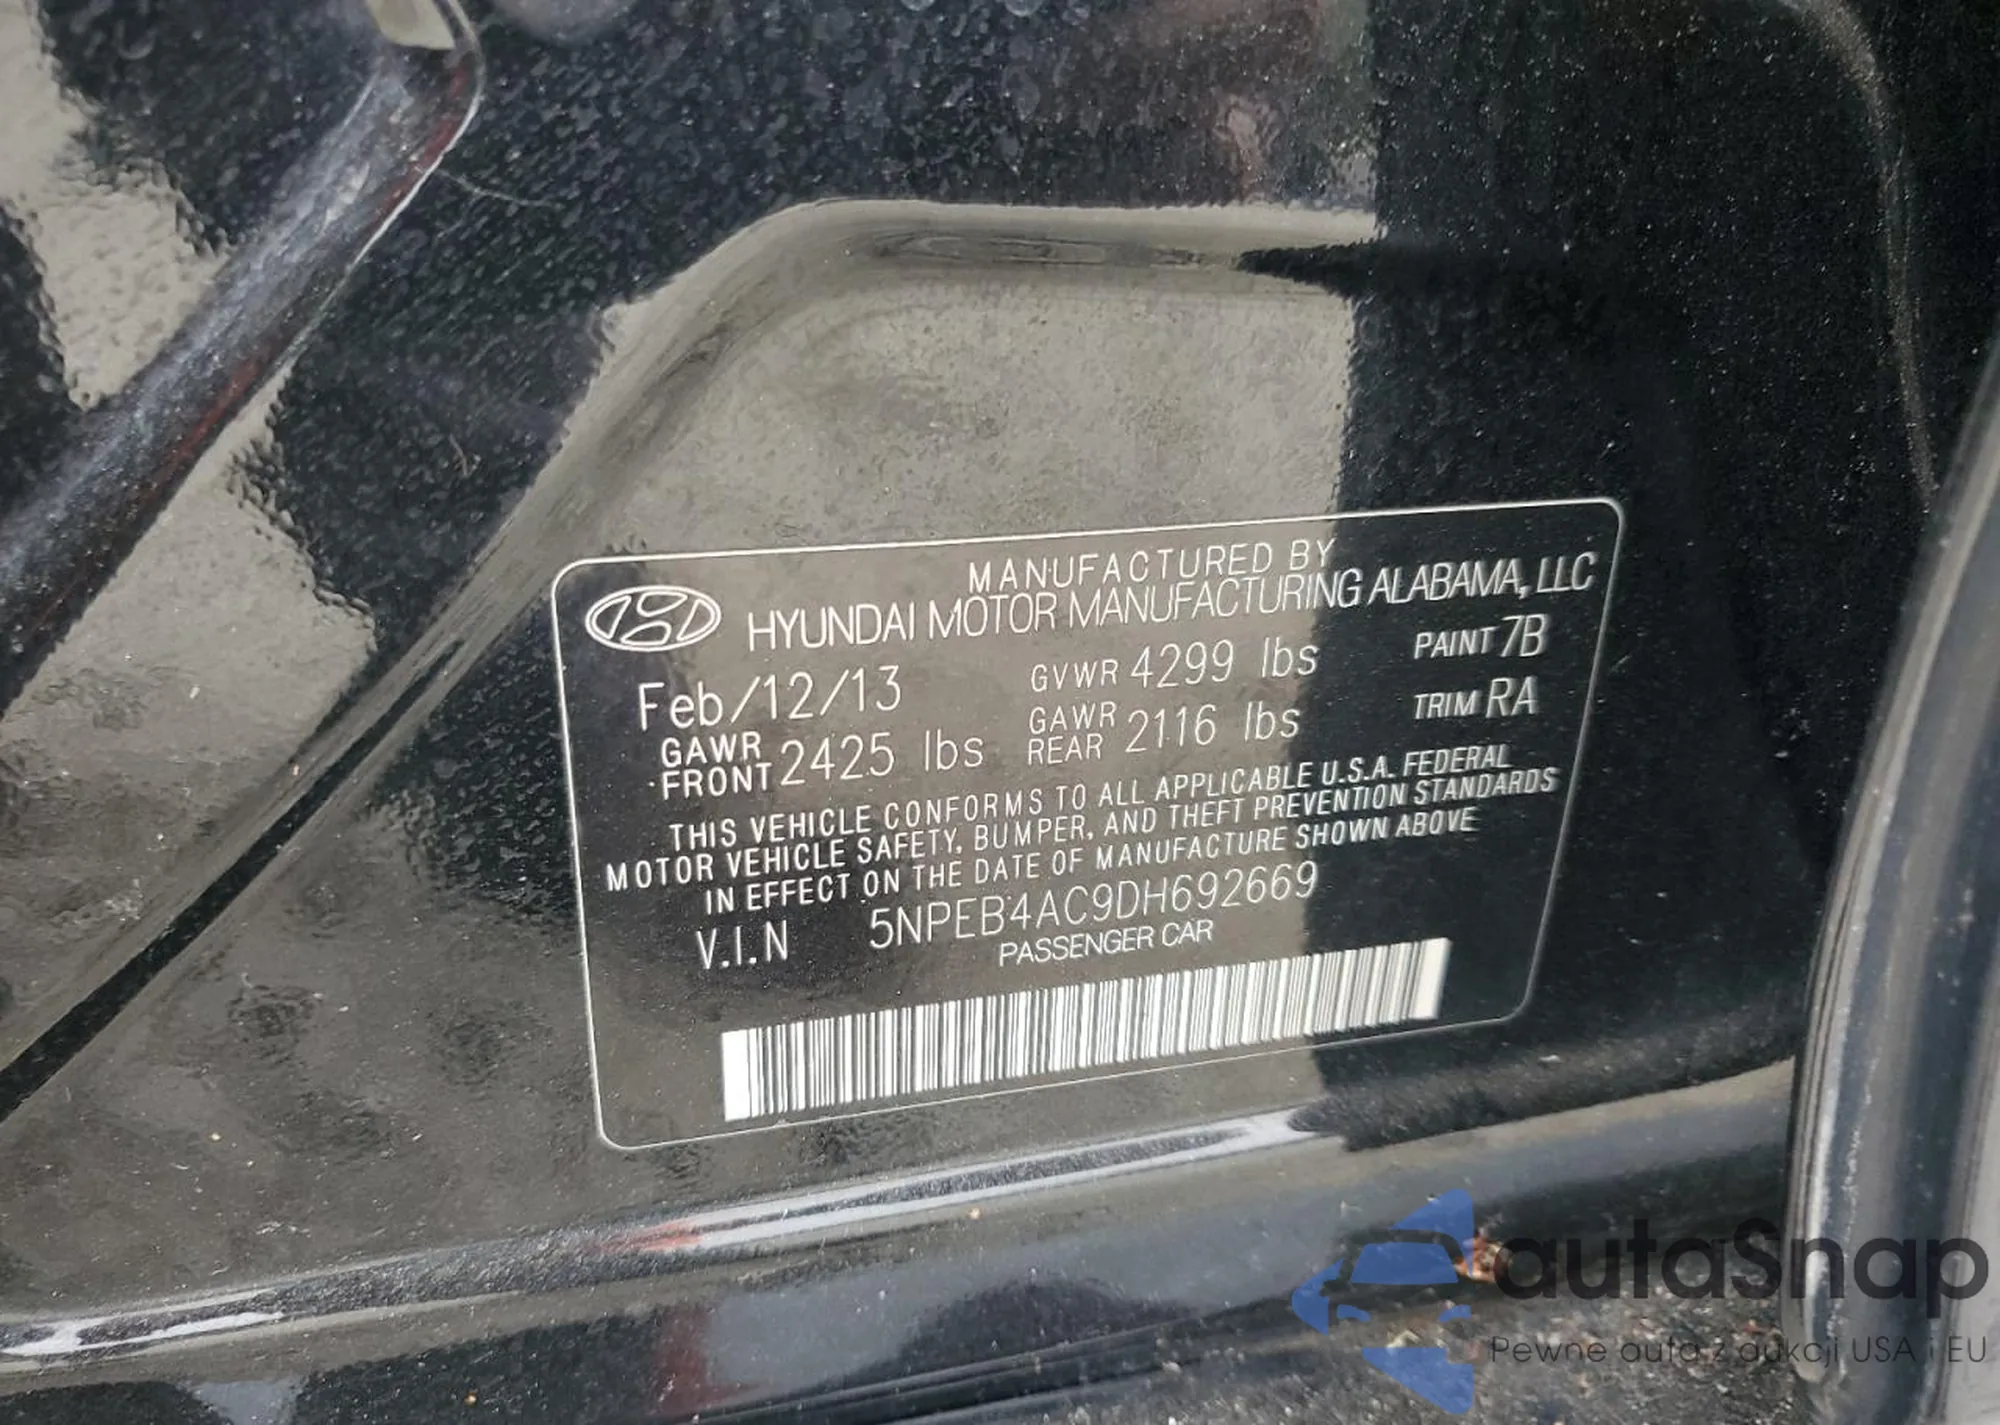 MANUFACTURED BY
HYUNDAI MOTOR MANUFACTURING ALABAMA, LLC
Feb/12/13 GVWR 4299 lbs PAINT 7B
GAWR FRONT 2425 lbs GAWR REAR 2116 lbs TRIM RA
THIS VEHICLE CONFORMS TO ALL APPLICABLE U.S.A. FEDERAL
MOTOR VEHICLE SAFETY, BUMPER, AND THEFT PREVENTION STANDARDS
IN EFFECT ON THE DATE OF MANUFACTURE SHOWN ABOVE
V.I.N 5NPEB4AC9DH692669
PASSENGER CAR
autaSnap
Pewne auta z aukcji USA i EU